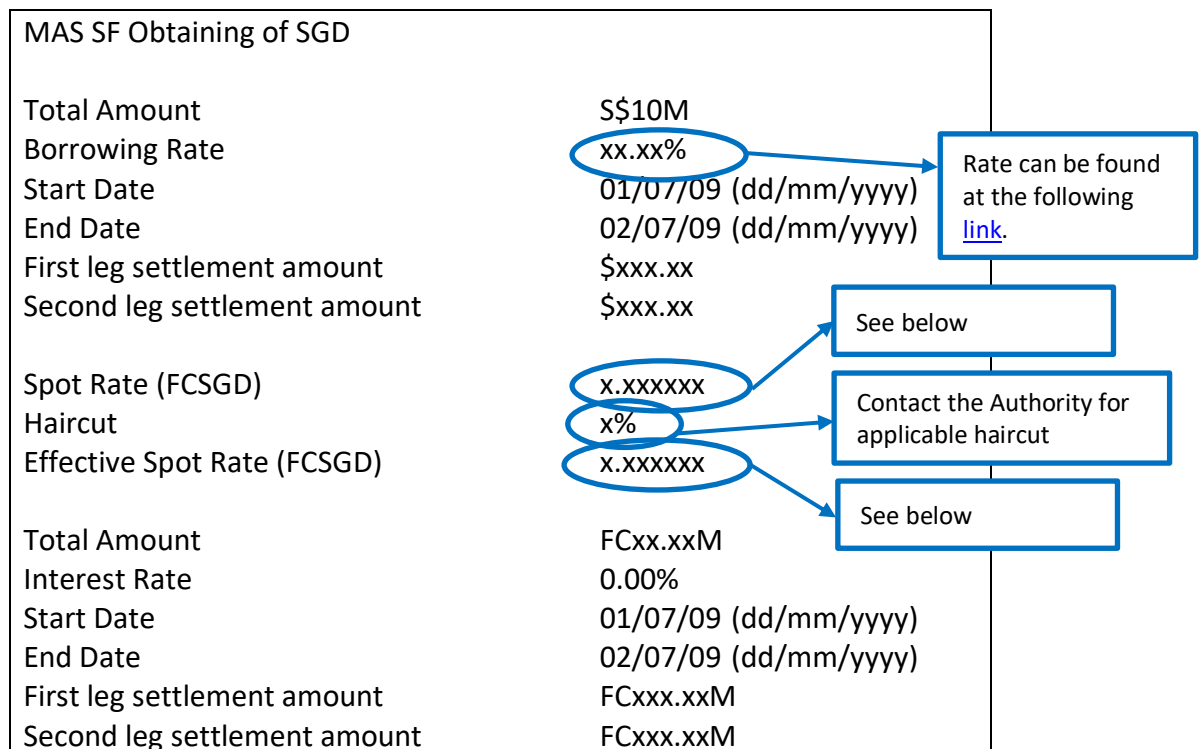 MAS SF Obtaining of SGD
Total Amount S$10M
Borrowing Rate xx.xx%
Start Date 01/07/09 (dd/mm/yyyy)
End Date 02/07/09 (dd/mm/yyyy)
First leg settlement amount $xxx.xx
Second leg settlement amount $xxx.xx
Rate can be found
at the following
link.
Spot Rate (FCSGD) x.xxxxxx
Haircut x%
Effective Spot Rate (FCSGD) x.xxxxxx
See below
Contact the Authority for
applicable haircut
See below
Total Amount FCxx.xxM
Interest Rate 0.00%
Start Date 01/07/09 (dd/mm/yyyy)
End Date 02/07/09 (dd/mm/yyyy)
First leg settlement amount FCxxx.xxM
Second leg settlement amount FCxxx.xxM